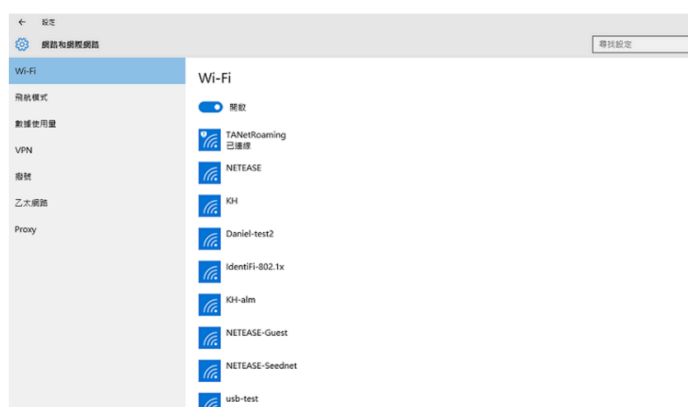 設定
網路和網際網路
尋找設定
Wi-Fi
飛航模式
數據使用量
VPN
撥號
乙太網路
Proxy
Wi-Fi
開啟
TANetRoaming
已連線
NETEASE
KH
Daniel-test2
IdentiFi-802.1x
KH-alm
NETEASE-Guest
NETEASE-Seednet
usb-test